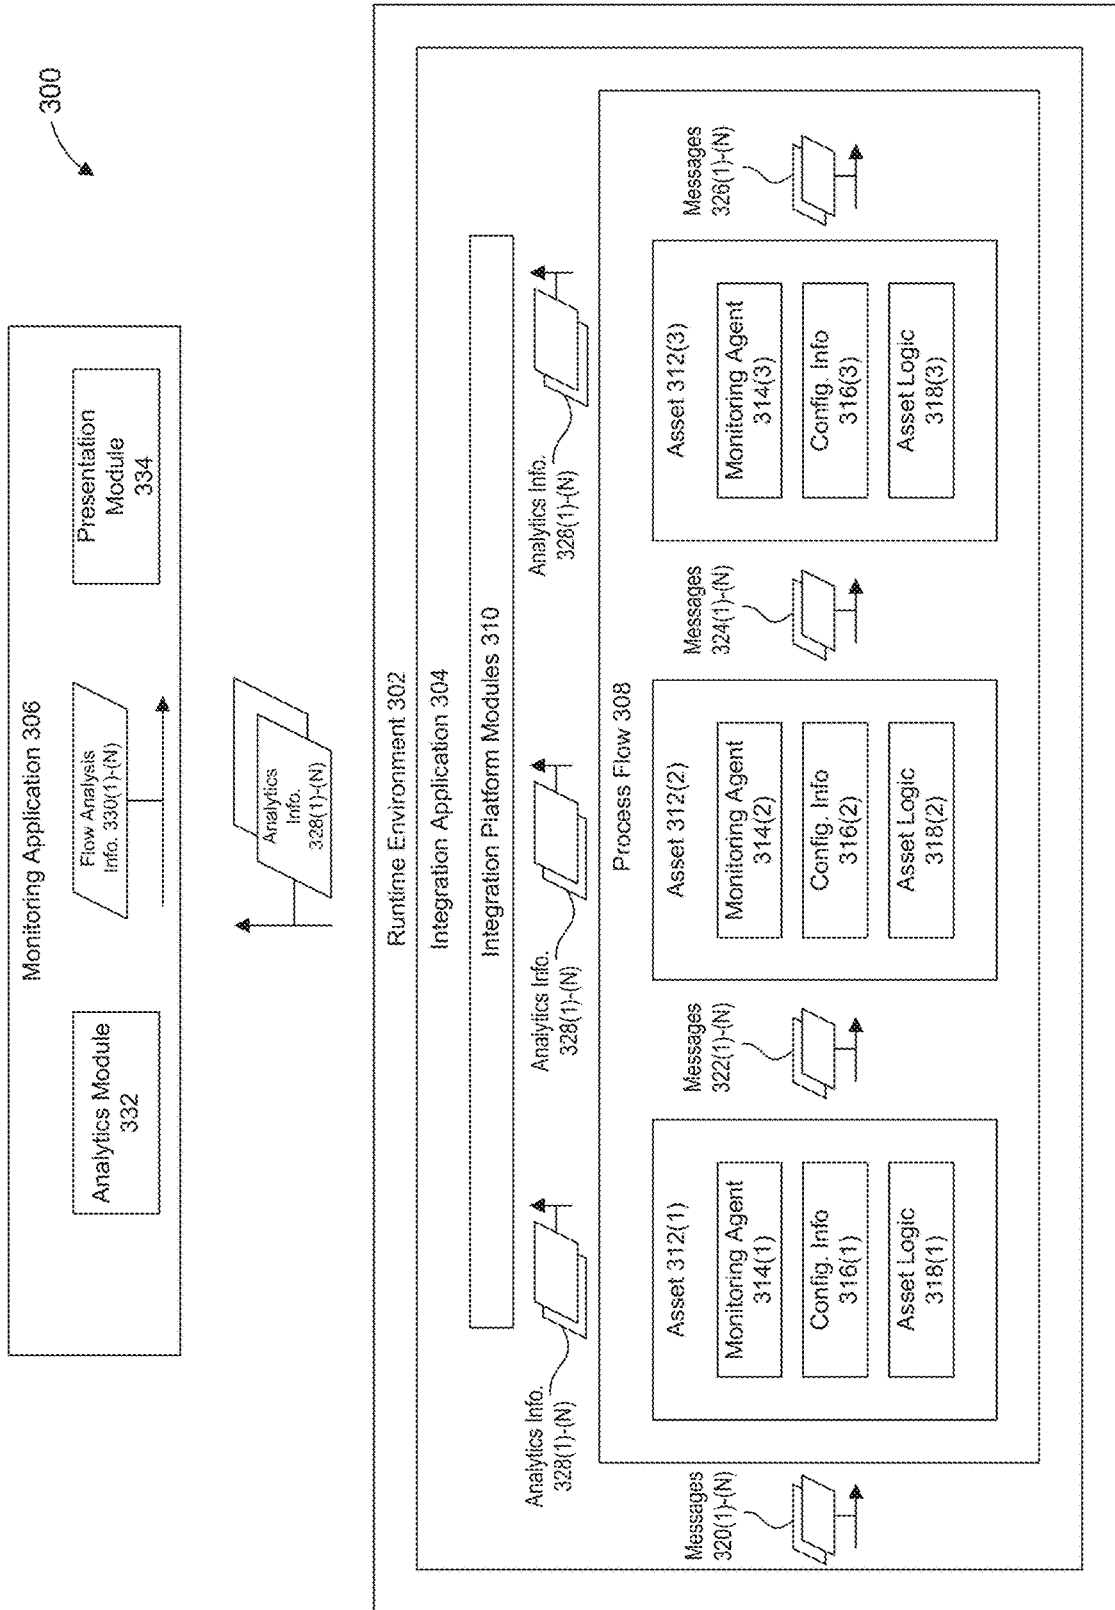 300
Monitoring Application 306
Analytics Module
332
Flow Analysis
Info. 330(1)-(N)
Presentation
Module
334
Analytics
Info.
328(1)-(N)
Runtime Environment 302
Integration Application 304
Integration Platform Modules 310
Analytics Info.
328(1)-(N)
Analytics Info.
328(1)-(N)
Analytics Info.
328(1)-(N)
Process Flow 308
Messages
320(1)-(N)
Asset 312(1)
Monitoring Agent
314(1)
Config. Info
316(1)
Asset Logic
318(1)
Messages
322(1)-(N)
Asset 312(2)
Monitoring Agent
314(2)
Config. Info
316(2)
Asset Logic
318(2)
Messages
324(1)-(N)
Asset 312(3)
Monitoring Agent
314(3)
Config. Info
316(3)
Asset Logic
318(3)
Messages
326(1)-(N)